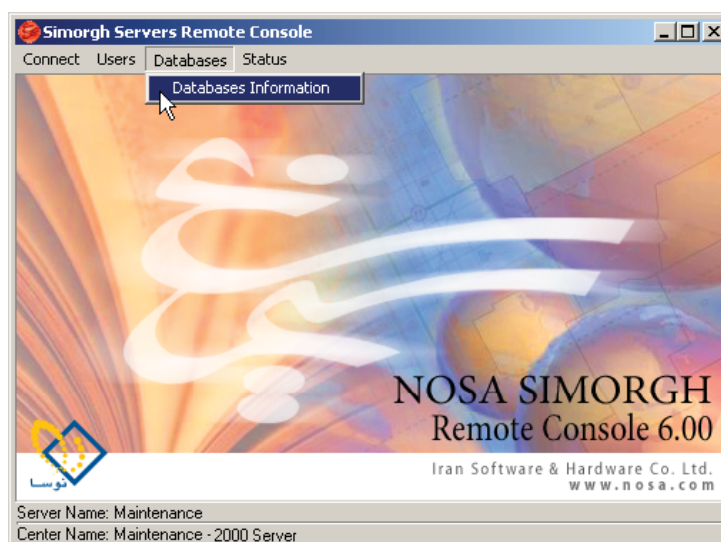 Simorgh Servers Remote Console
Connect Users Databases Status
Databases Information
سیمرغ
NOSA SIMORGH
Remote Console 6.00
نوسا
Iran Software & Hardware Co. Ltd.
www.nosa.com
Server Name: Maintenance
Center Name: Maintenance - 2000 Server